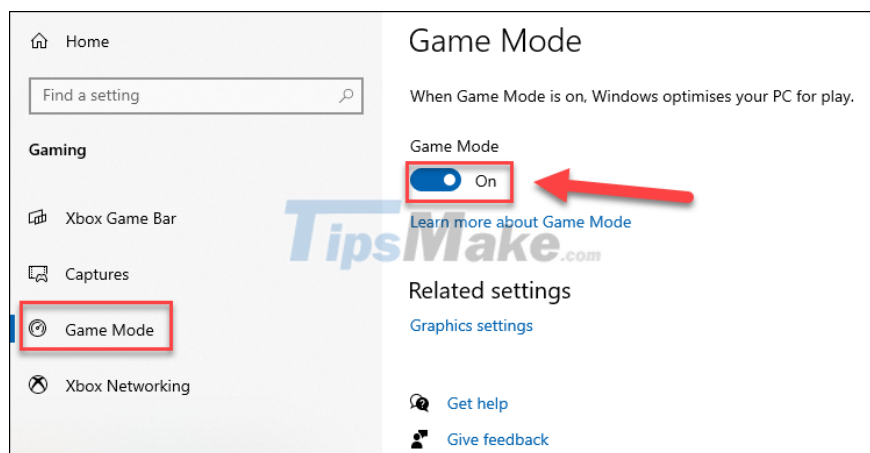 Home
Find a setting
Gaming
Xbox Game Bar
Captures
Game Mode
Xbox Networking
Game Mode
When Game Mode is on, Windows optimises your PC for play.
Game Mode
On
Learn more about Game Mode
Related settings
Graphics settings
Get help
Give feedback
TipsMake.com